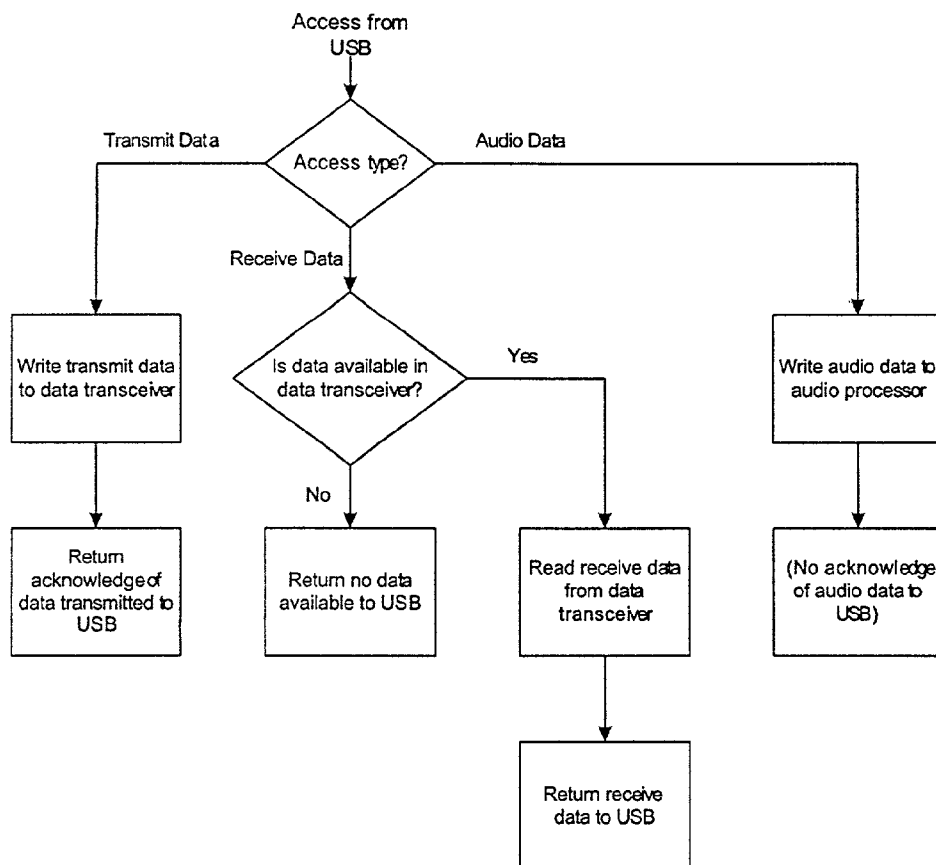 Access from
USB
Transmit Data
Access type?
Audio Data
Receive Data
Write transmit data
to data transceiver
Is data available in
data transceiver?
Yes
Write audio data to
audio processor
No
Return
acknowledge of
data transmitted to
USB
Return no data
available to USB
Read receive data
from data
transceiver
(No acknowledge
of audio data to
USB)
Return receive
data to USB